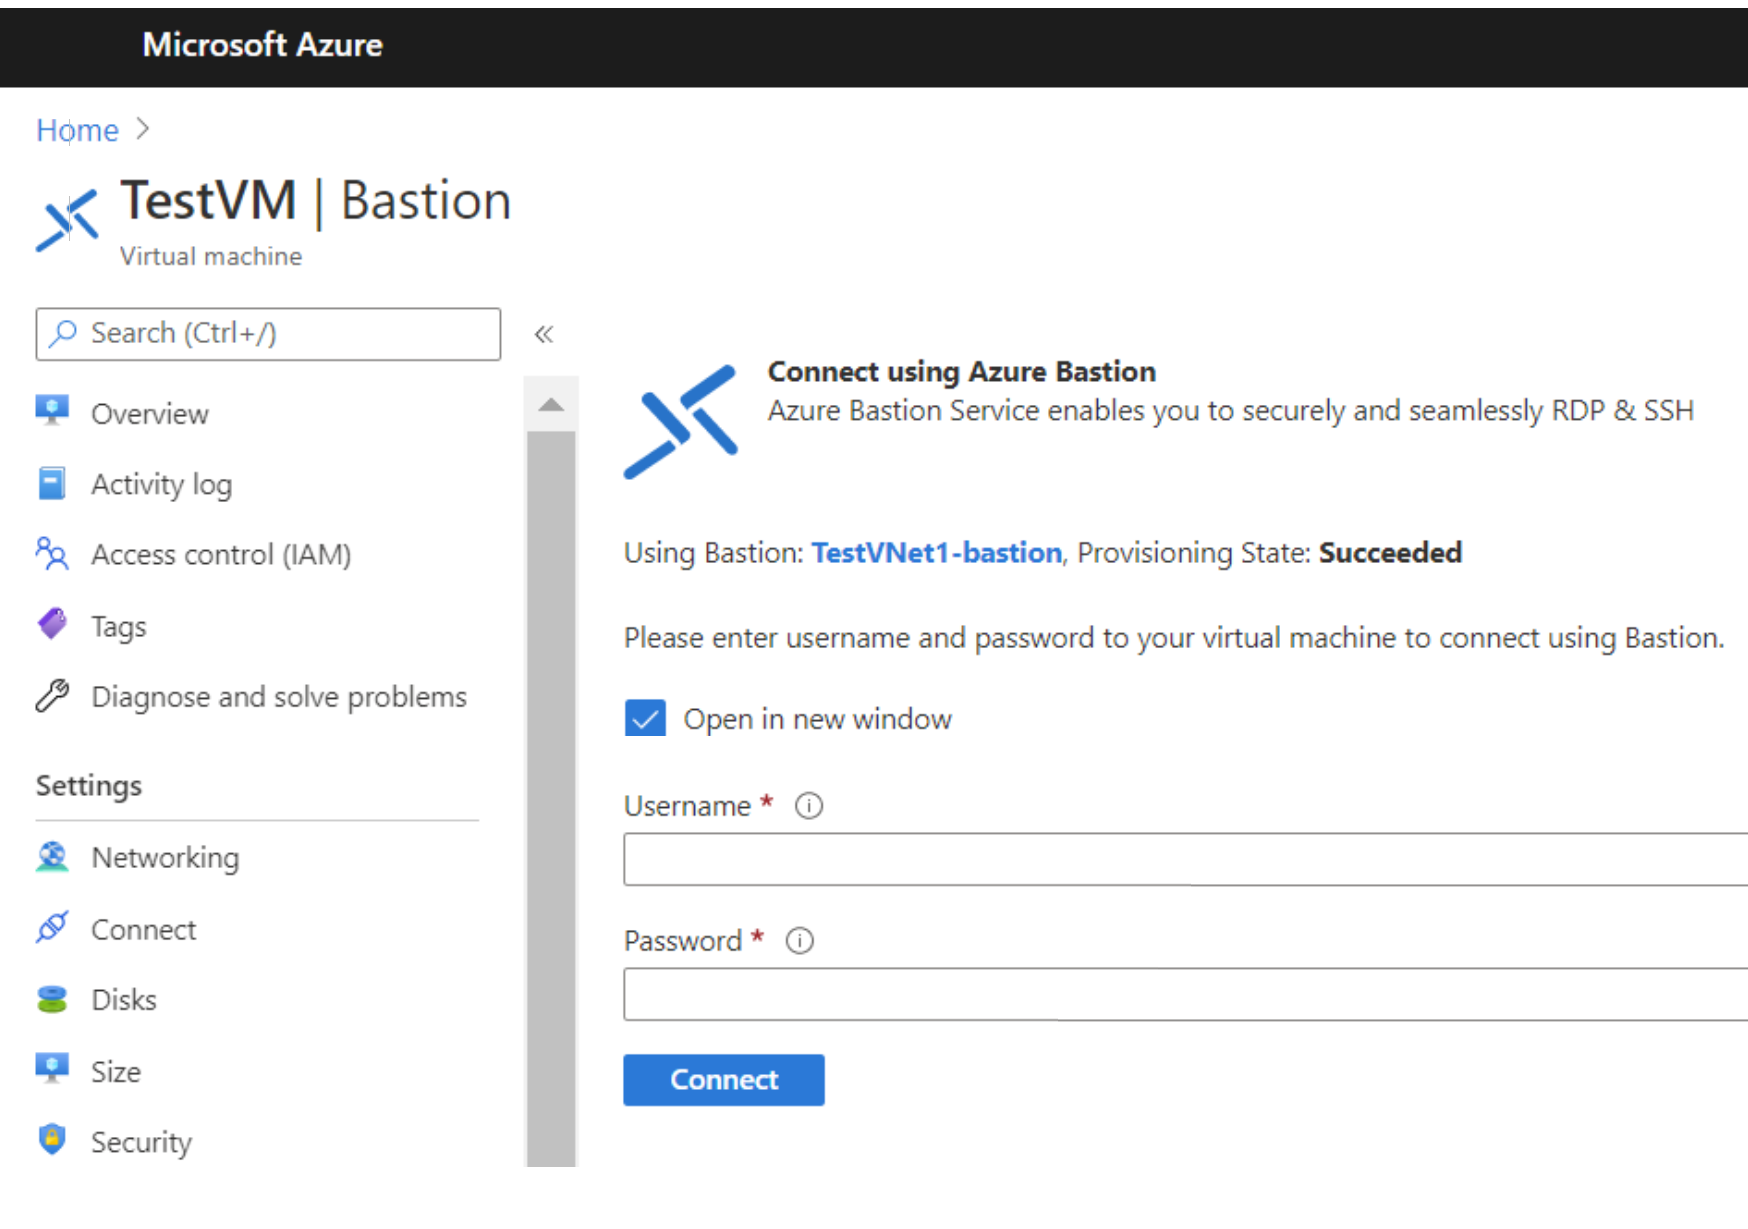 Microsoft Azure
Home >
TestVM | Bastion
Virtual machine
Search (Ctrl+/)
«
Overview
Activity log
Access control (IAM)
Tags
Diagnose and solve problems
Settings
Networking
Connect
Disks
Size
Security
Connect using Azure Bastion
Azure Bastion Service enables you to securely and seamlessly RDP & SSH
Using Bastion: TestVNet1-bastion, Provisioning State: Succeeded
Please enter username and password to your virtual machine to connect using Bastion.
Open in new window
Username *
Password *
Connect